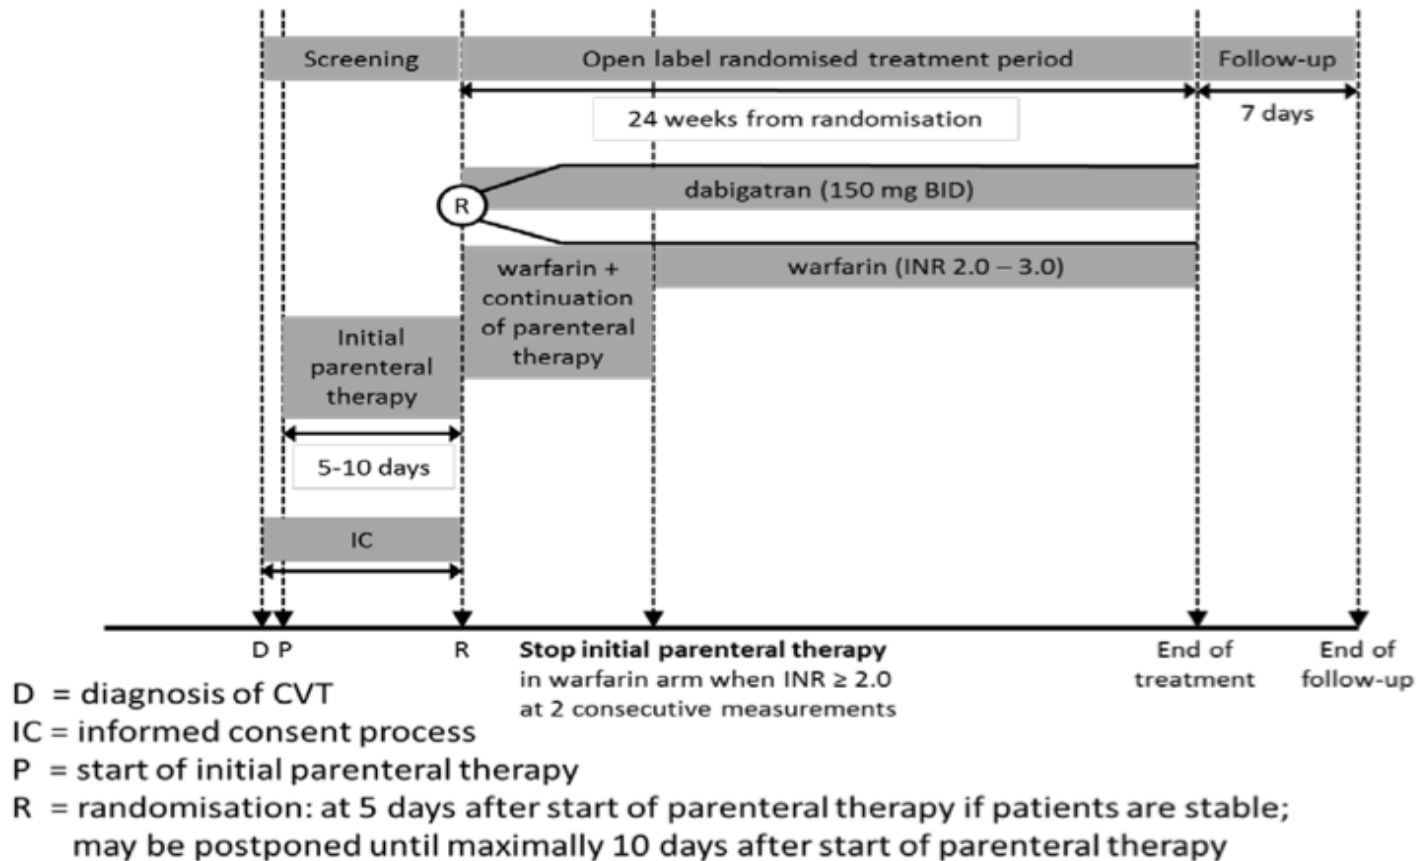 Screening
Open label randomised treatment period
Follow-up
24 weeks from randomisation
7 days
dabigatran (150 mg BID)
R
warfarin +
continuation
of parenteral
therapy
warfarin (INR 2.0 – 3.0)
Initial
parenteral
therapy
5-10 days
IC
D P
R
Stop initial parenteral therapy
in warfarin arm when INR ≥ 2.0
at 2 consecutive measurements
End of
treatment
End of
follow-up
D = diagnosis of CVT
IC = informed consent process
P = start of initial parenteral therapy
R = randomisation: at 5 days after start of parenteral therapy if patients are stable;
may be postponed until maximally 10 days after start of parenteral therapy